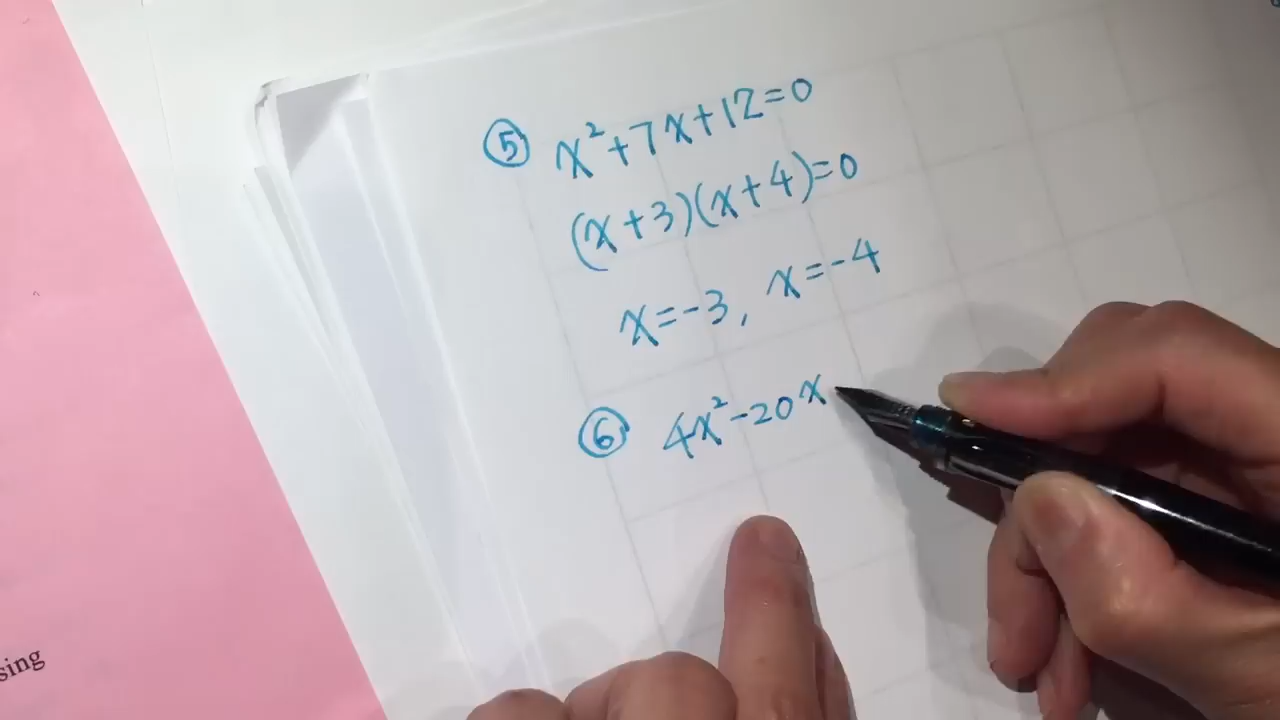 ⑤ x²+7x+12=0
(x+3)(x+4)=0
x=-3, x=-4
⑥ 4x²-20x
sing